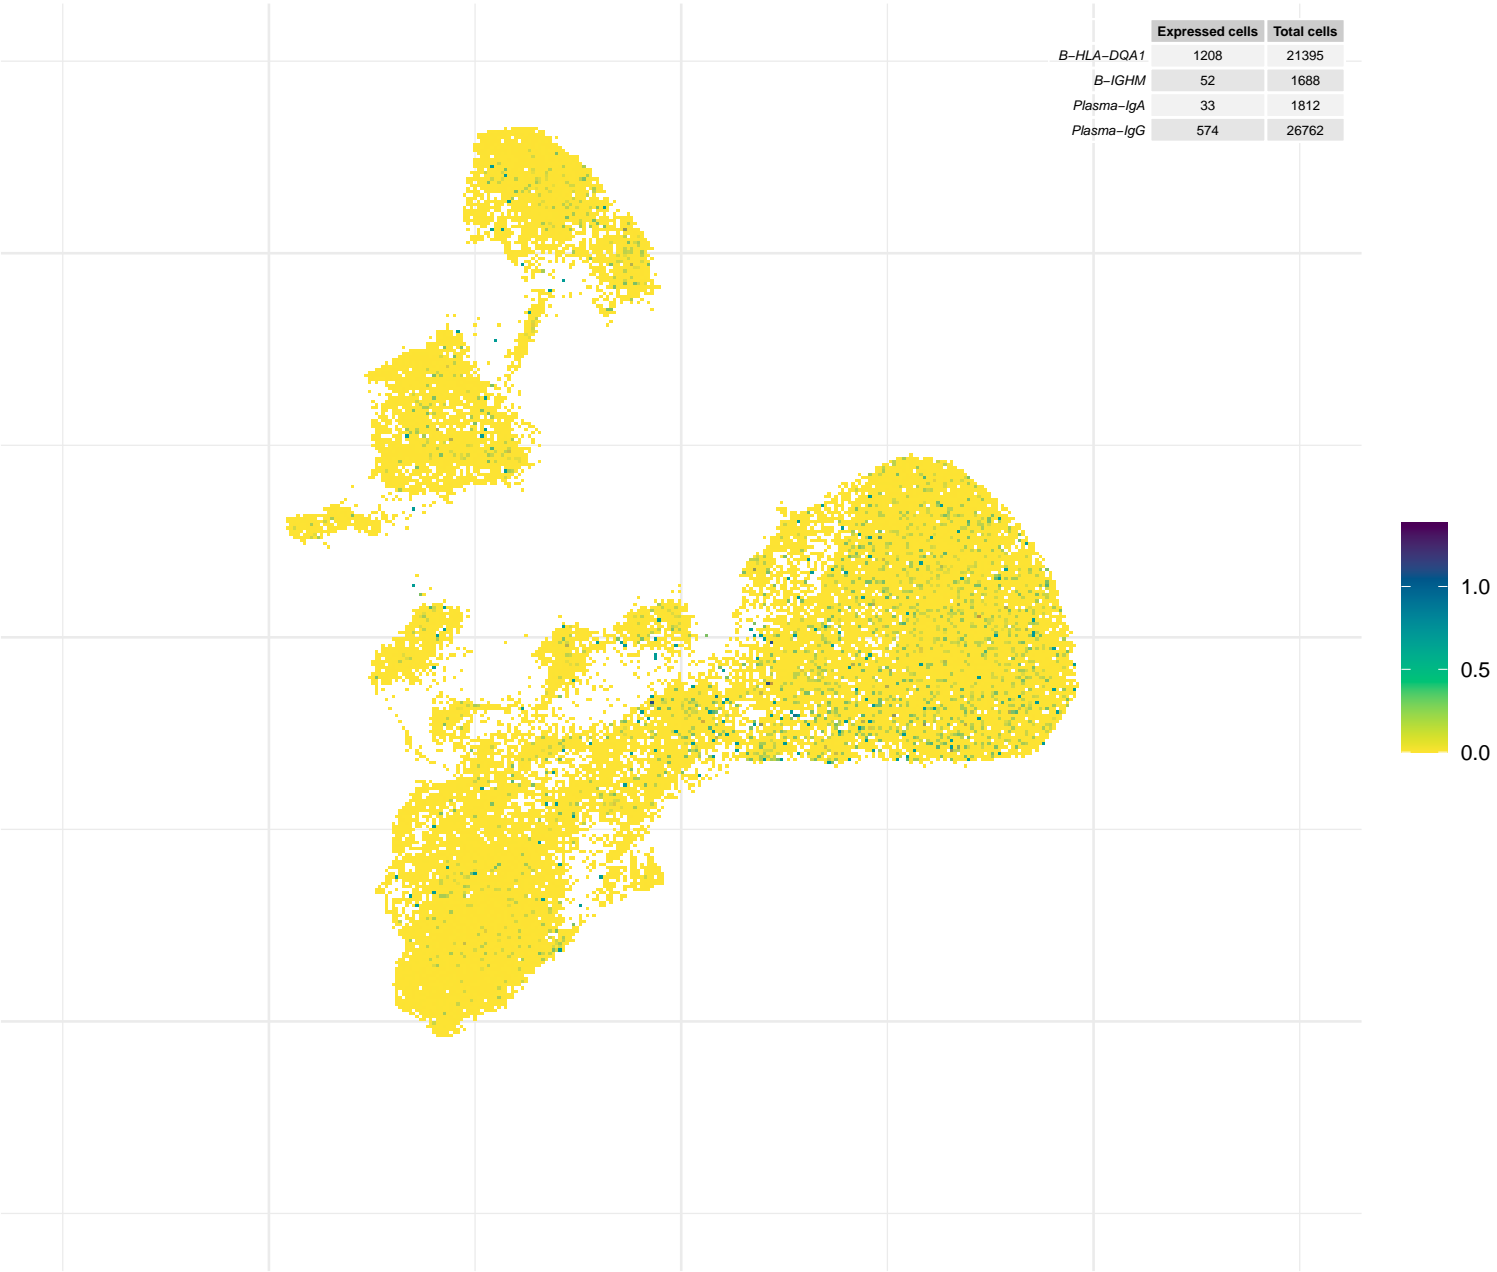 Expressed cells Total cells
B−HLA−DQA1 1208 21395
B−IGHM 52 1688
Plasma−IgA 33 1812
Plasma−IgG 574 26762
1.0
0.5
0.0